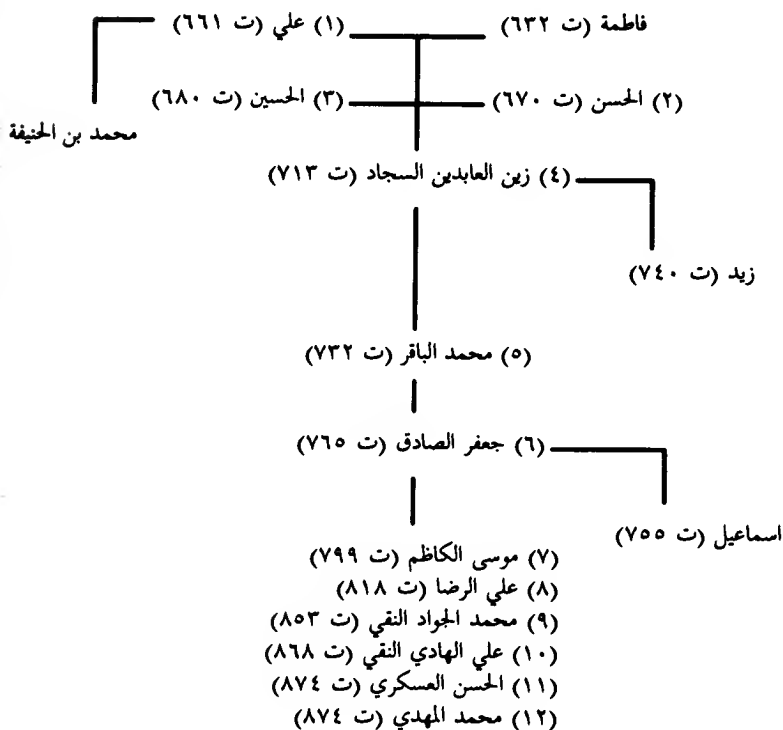 فاطمة (ت ٦٣٢) (١) علي (ت ٦٦١)
(٢) الحسن (ت ٦٧٠) (٣) الحسين (ت ٦٨٠)
محمد بن الحنيفة
(٤) زين العابدين السجاد (ت ٧١٣)
زيد (ت ٧٤٠)
(٥) محمد الباقر (ت ٧٣٢)
(٦) جعفر الصادق (ت ٧٦٥)
اسماعيل (ت ٧٥٥)
(٧) موسى الكاظم (ت ٧٩٩)
(٨) علي الرضا (ت ٨١٨)
(٩) محمد الجواد النقي (ت ٨٥٣)
(١٠) علي الهادي النقي (ت ٨٦٨)
(١١) الحسن العسكري (ت ٨٧٤)
(١٢) محمد المهدي (ت ٨٧٤)